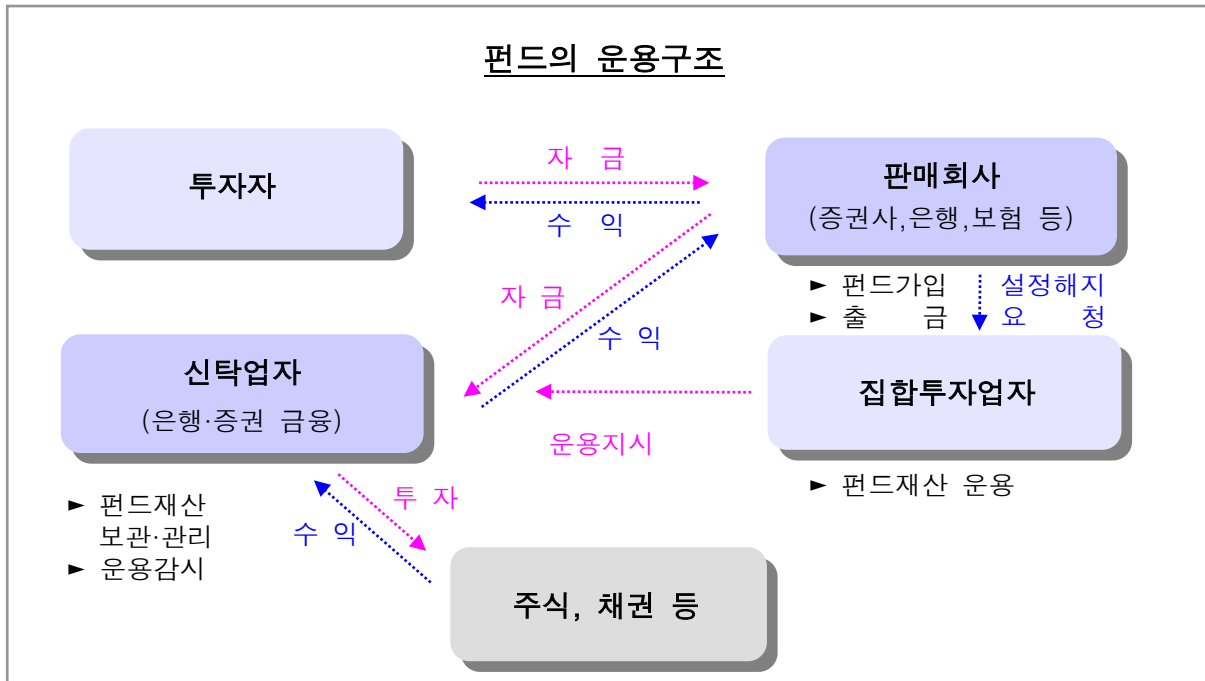 펀드의 운용구조
투자자
자 금
수 익
판매회사
(증권사,은행,보험 등)
► 펀드가입
► 출 금
설정해지
요 청
자 금
수 익
신탁업자
(은행·증권 금융)
집합투자업자
운용지시
► 펀드재산 운용
► 펀드재산
보관·관리
► 운용감시
투 자
수 익
주식, 채권 등